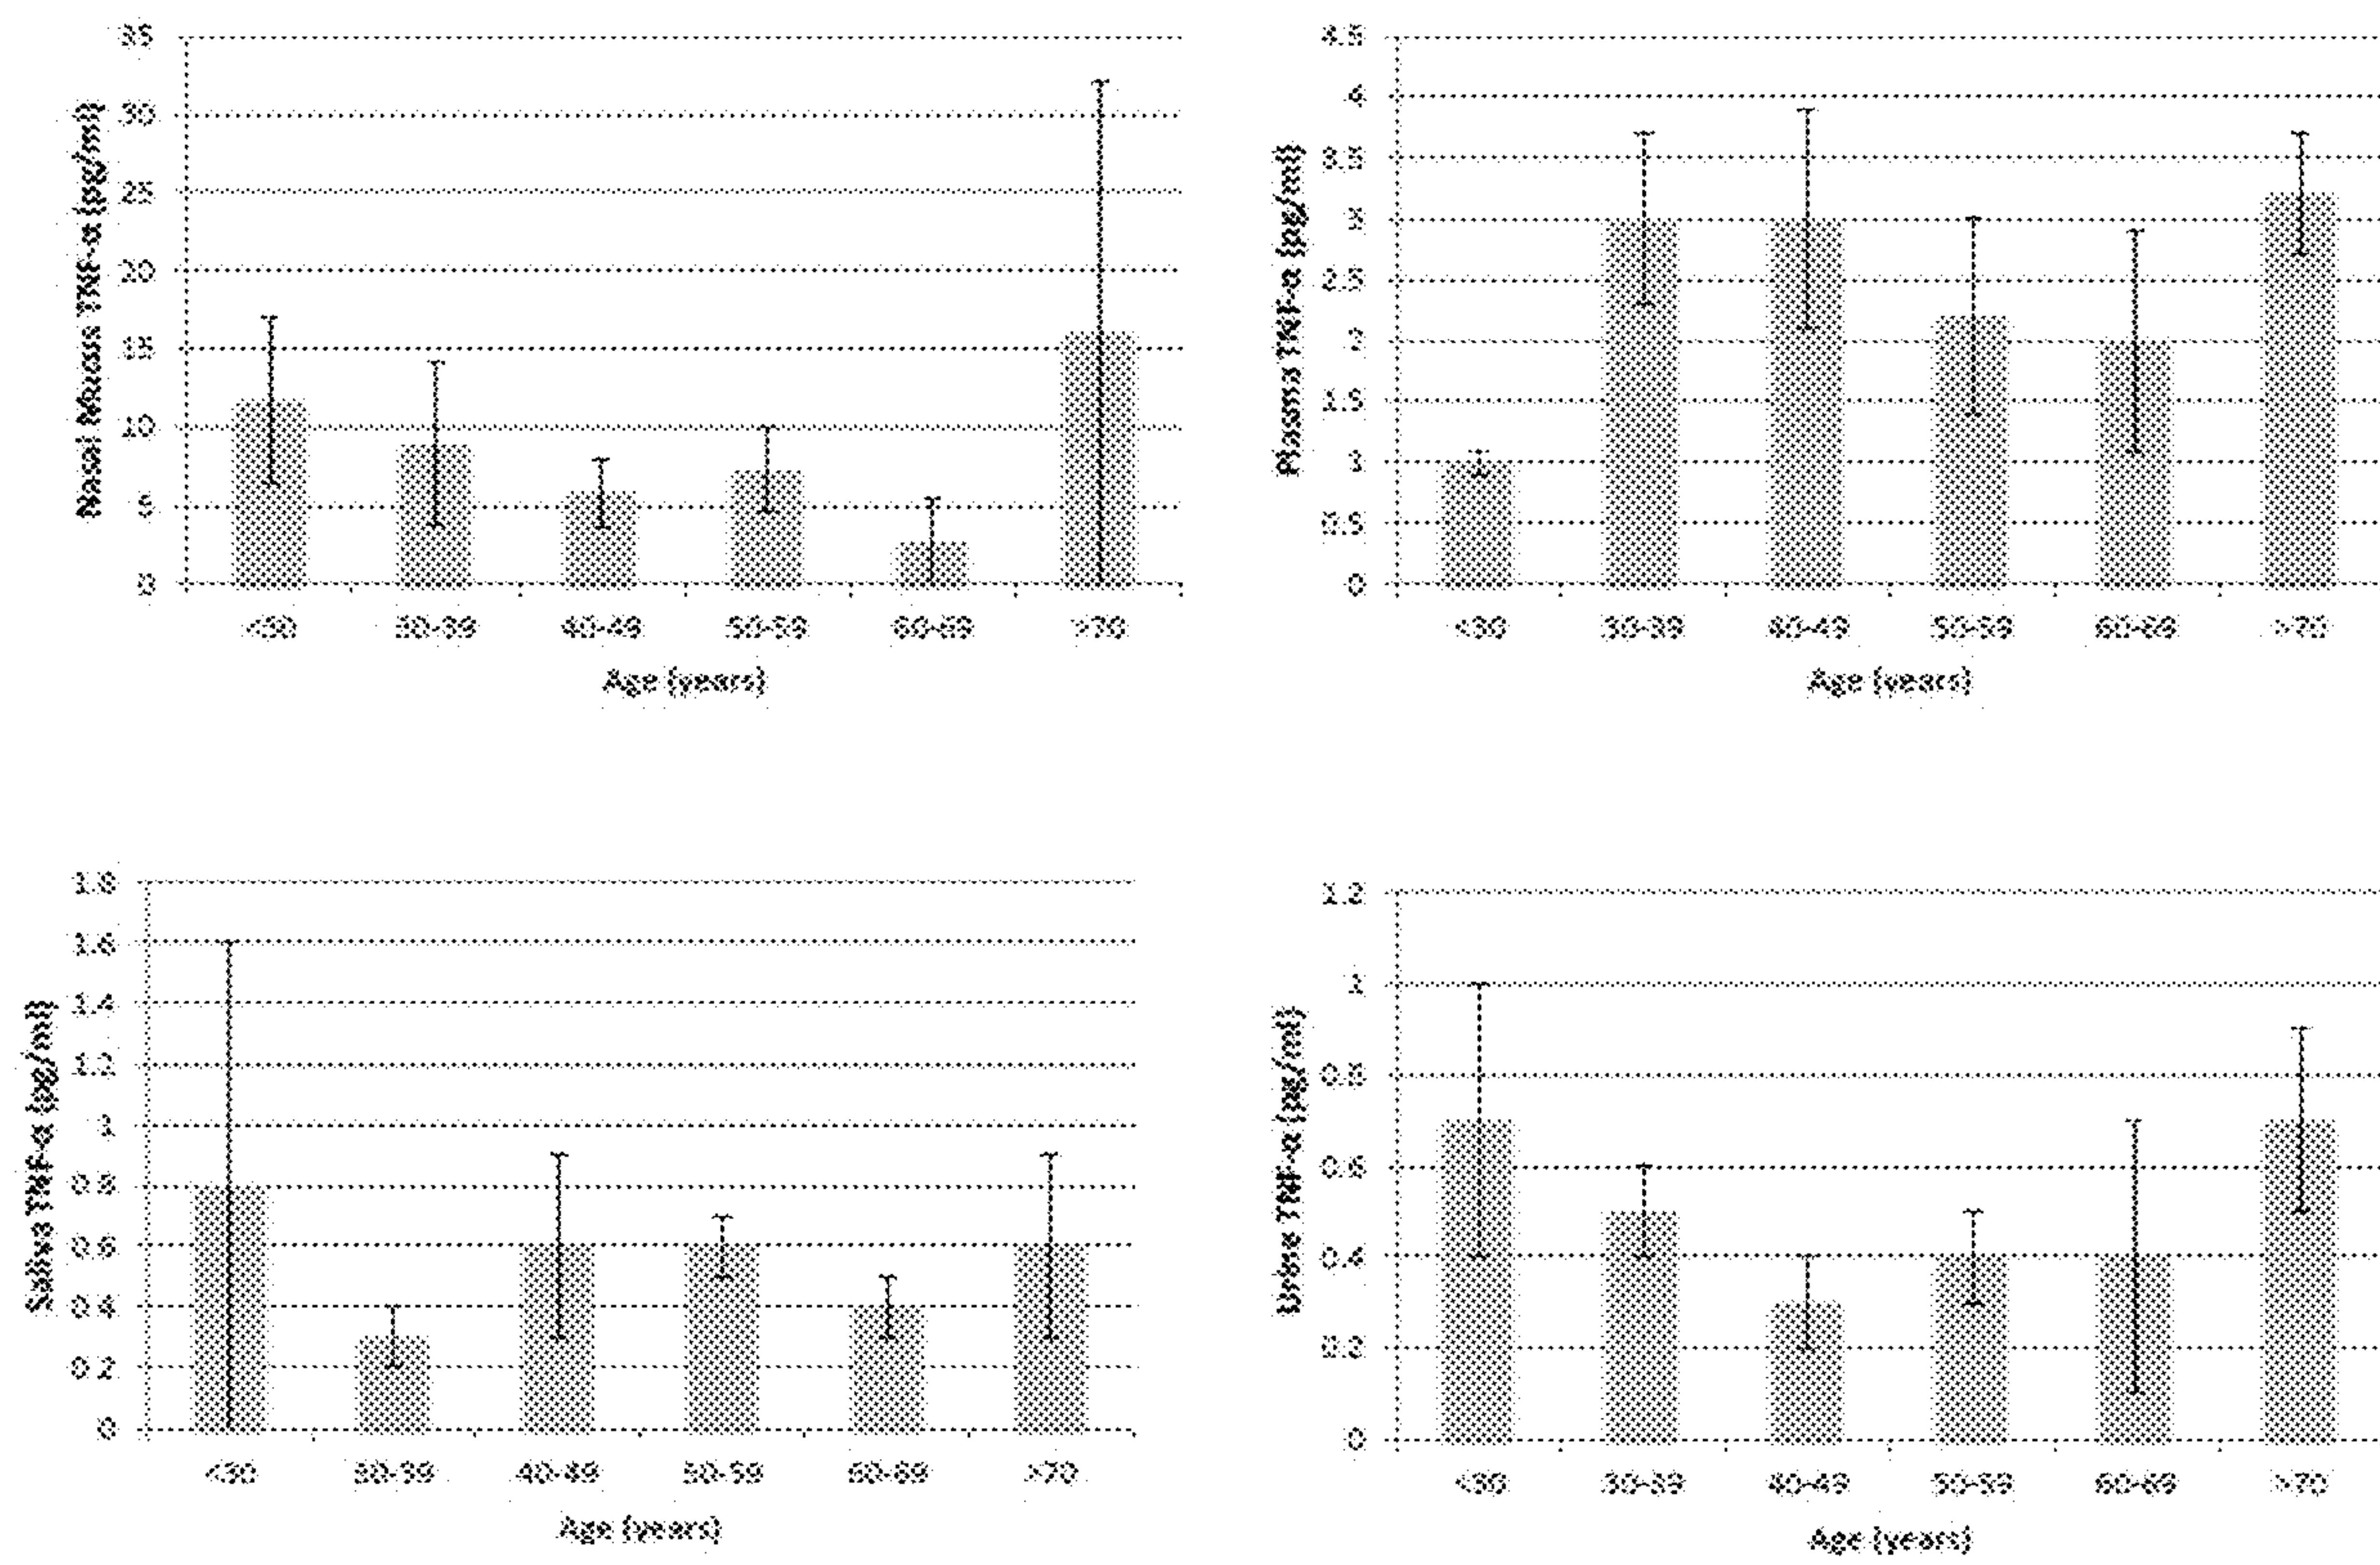 Nasal Mucus TNF-α (pg/ml)
35
30
25
20
15
10
5
0
<30 30-39 40-49 50-59 60-69 >70
Age (years)
Plasma TNF-α (pg/ml)
4.5
4
3.5
3
2.5
2
1.5
1
0.5
0
<30 30-39 40-49 50-59 60-69 >70
Age (years)
Saliva TNF-α (pg/ml)
1.8
1.6
1.4
1.2
1
0.8
0.6
0.4
0.2
0
<30 30-39 40-49 50-59 60-69 >70
Age (years)
Urine TNF-α (pg/ml)
1.2
1
0.8
0.6
0.4
0.2
0
<30 30-39 40-49 50-59 60-69 >70
Age (years)